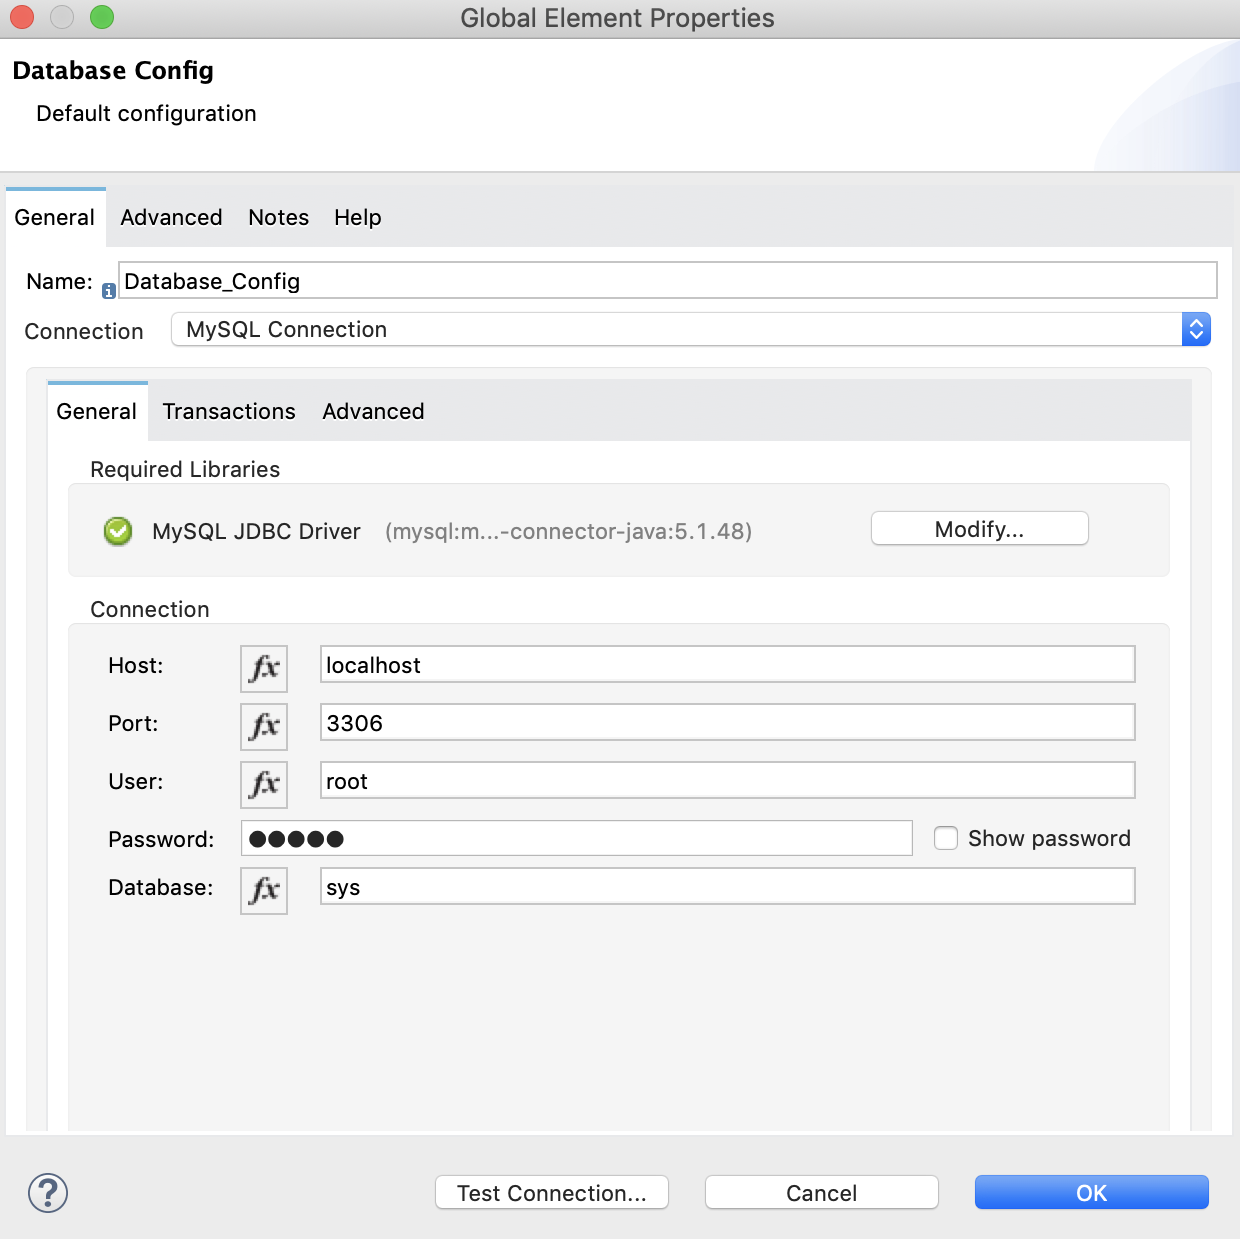 Global Element Properties
Database Config
Default configuration
General Advanced Notes Help
Name: Database_Config
Connection MySQL Connection
General Transactions Advanced
Required Libraries
MySQL JDBC Driver (mysql:m...-connector-java:5.1.48) Modify...
Connection
Host: fx localhost
Port: fx 3306
User: fx root
Password: ●●●●● Show password
Database: fx sys
? Test Connection... Cancel OK